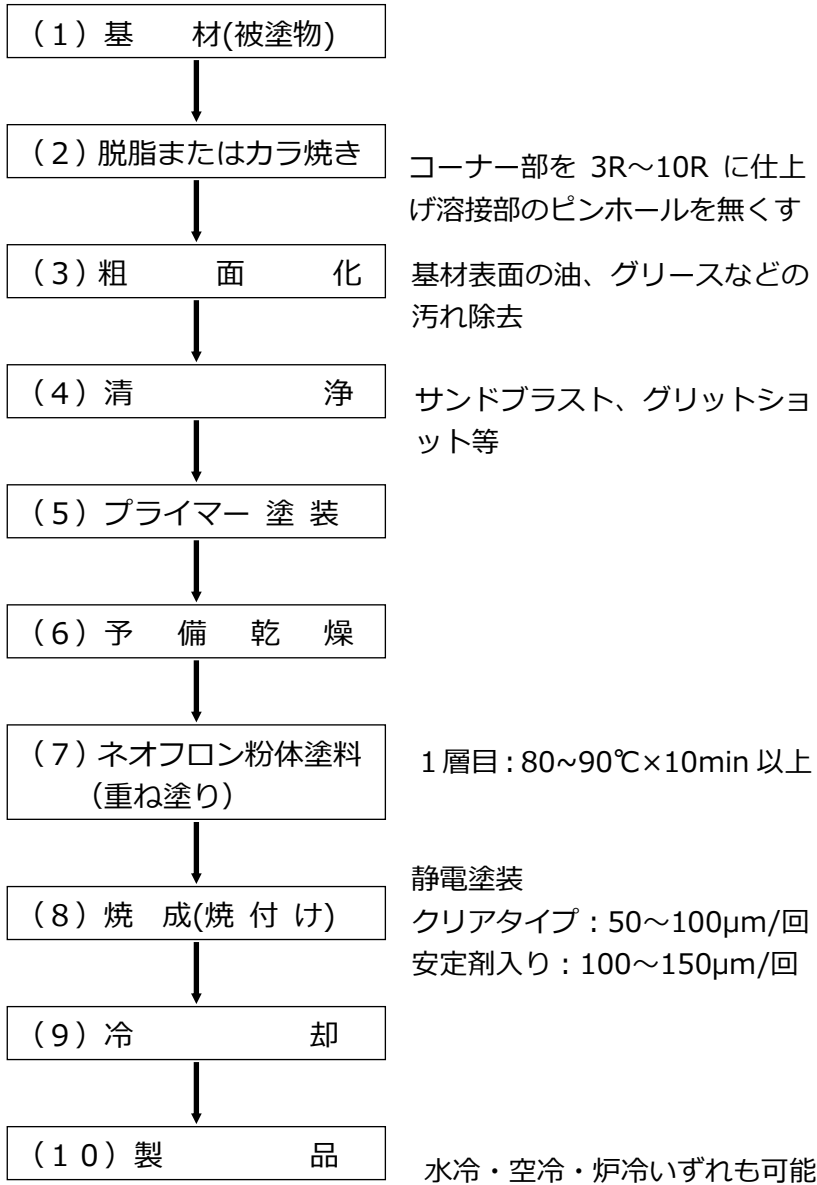 (1)基　　材(被塗物)
(2)脱脂またはカラ焼き
コーナー部を 3R～10R に仕上
げ溶接部のピンホールを無くす
(3)粗　　面　　化
基材表面の油、グリースなどの
汚れ除去
(4)清　　　　　浄
サンドブラスト、グリットショ
ット等
(5)プライマー 塗 装
(6)予　備　乾　燥
(7)ネオフロン粉体塗料
(重ね塗り)
1層目:80~90℃×10min 以上
静電塗装
(8)焼　成(焼 付 け)
クリアタイプ:50～100μm/回
安定剤入り:100～150μm/回
(9)冷　　　　　却
(10)製　　　　　品
水冷・空冷・炉冷いずれも可能